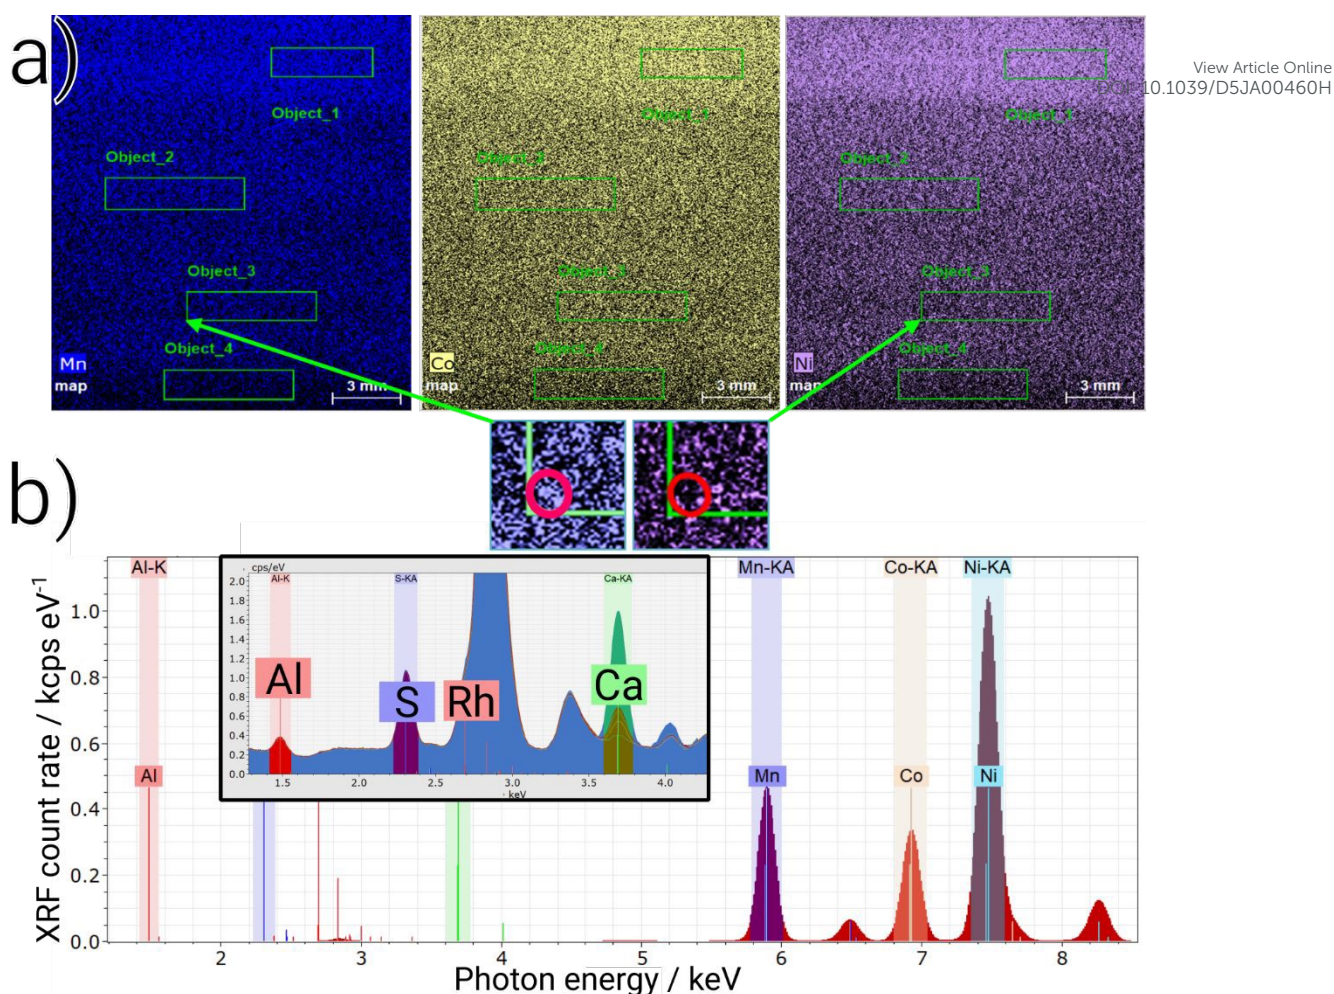 a)
View Article Online
10.1039/D5JA00460H
Object_1
Object_2
Object_3
Object_4
Mn
map
3 mm
Object_1
Object_2
Object_3
Object_4
Co
map
3 mm
Object_1
Object_2
Object_3
Object_4
Ni
map
3 mm
b)
XRF count rate / kcps eV⁻¹
1.0
0.8
0.6
0.4
0.2
0.0
Al-K
Mn-KA
Co-KA
Ni-KA
Al
Mn
Co
Ni
cps/eV
2.0
1.8
1.6
1.4
1.2
1.0
0.8
0.6
0.4
0.2
0.0
Al-K
S-KA
Ca-KA
Al
S
Rh
Ca
1.5 2.0 2.5 3.0 3.5 4.0
keV
2 3 4 5 6 7 8
Photon energy / keV